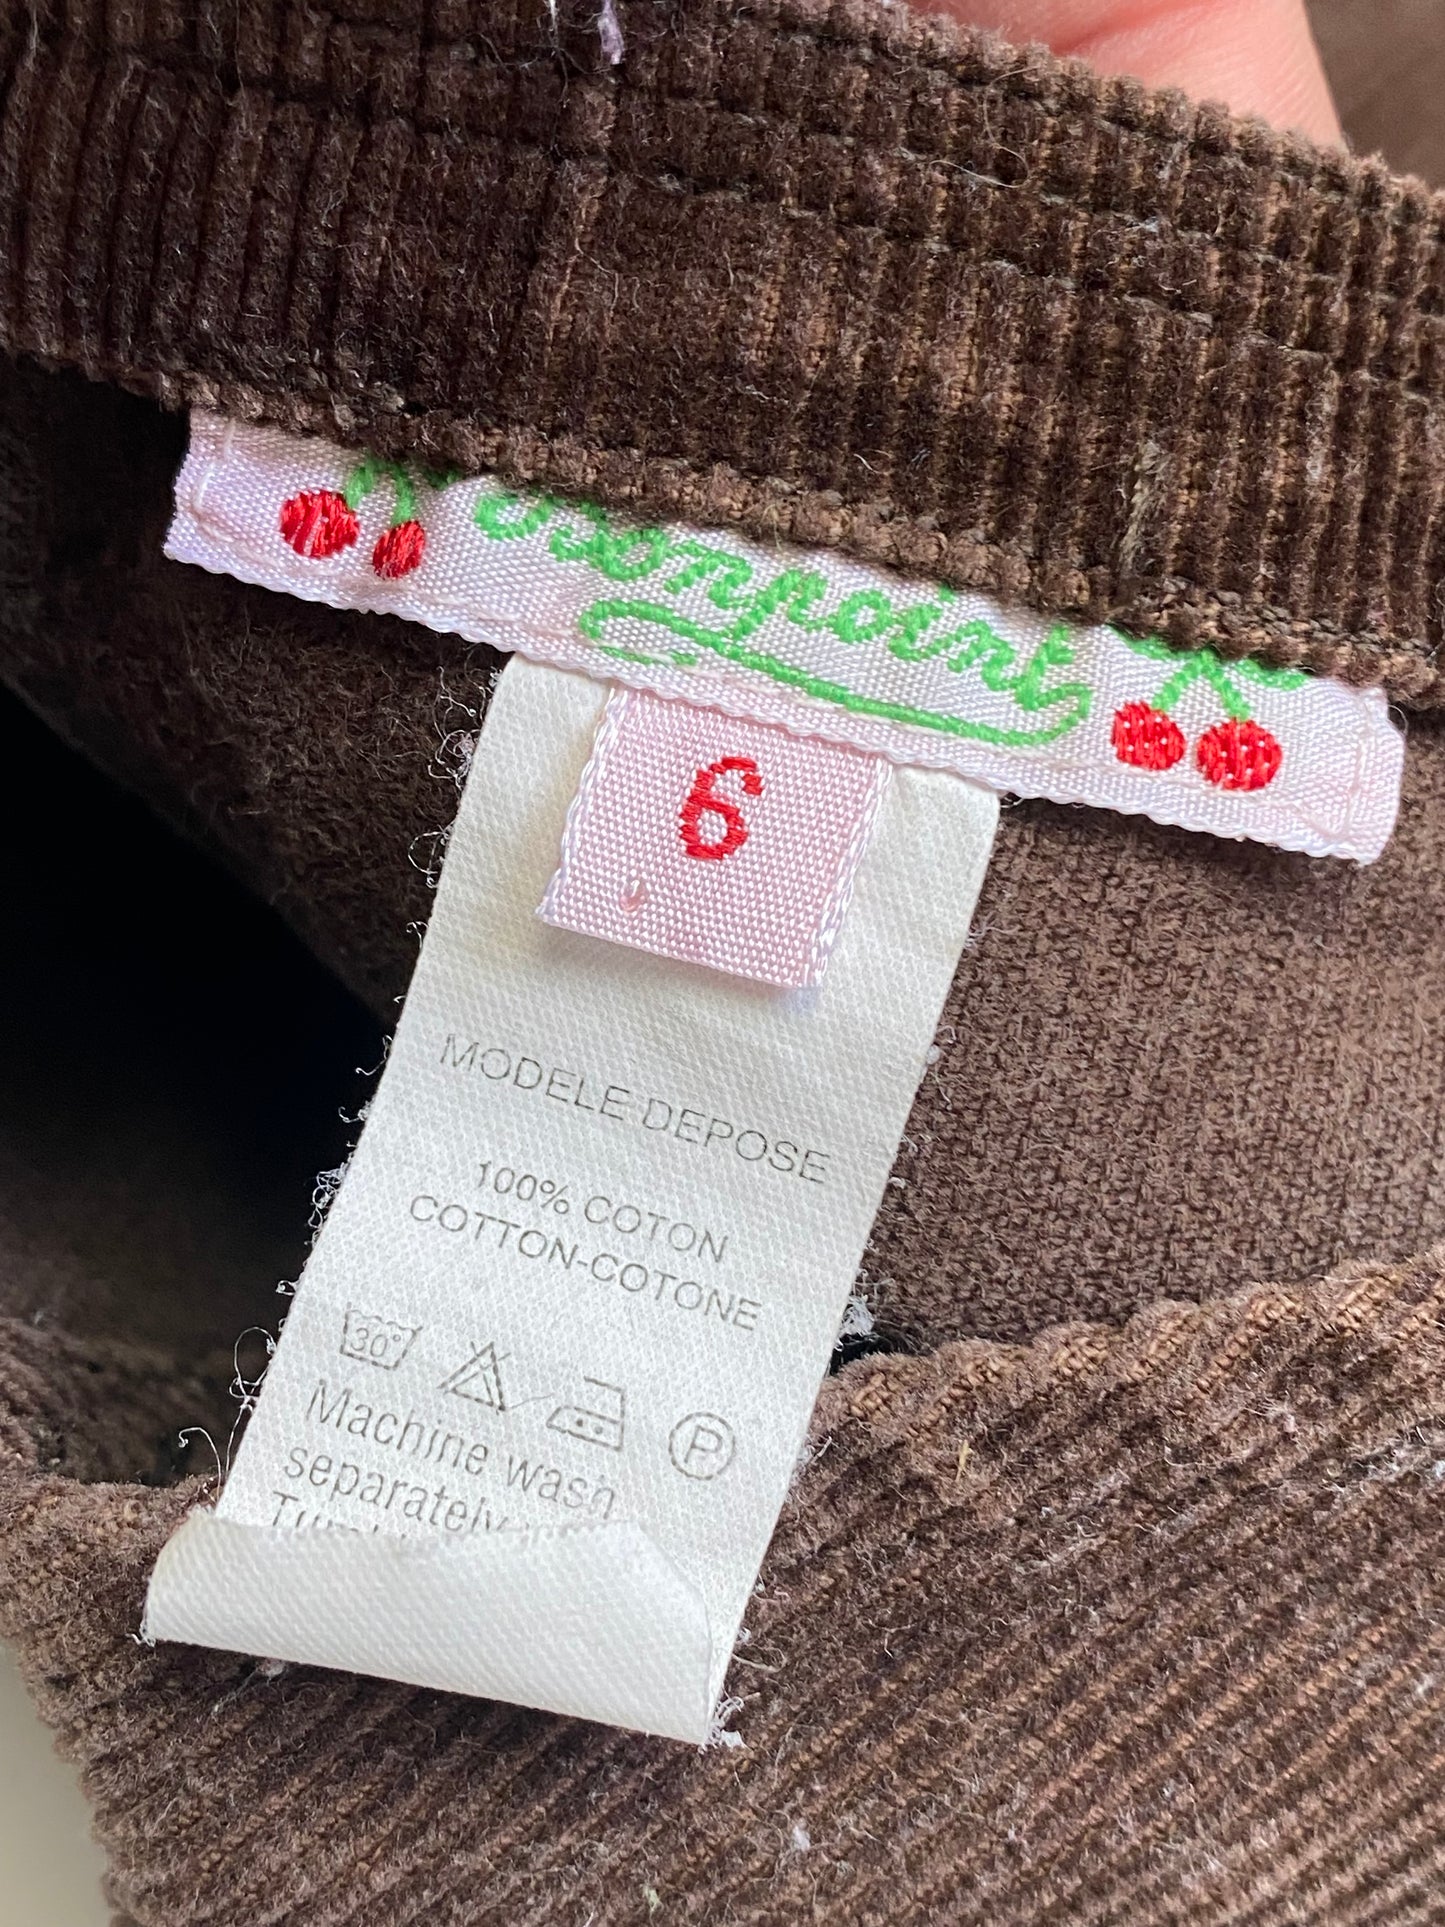 Bonpoint
6
MODELE DEPOSE
100% COTON
COTTON-COTONE
30°
P
Machine wash
separately